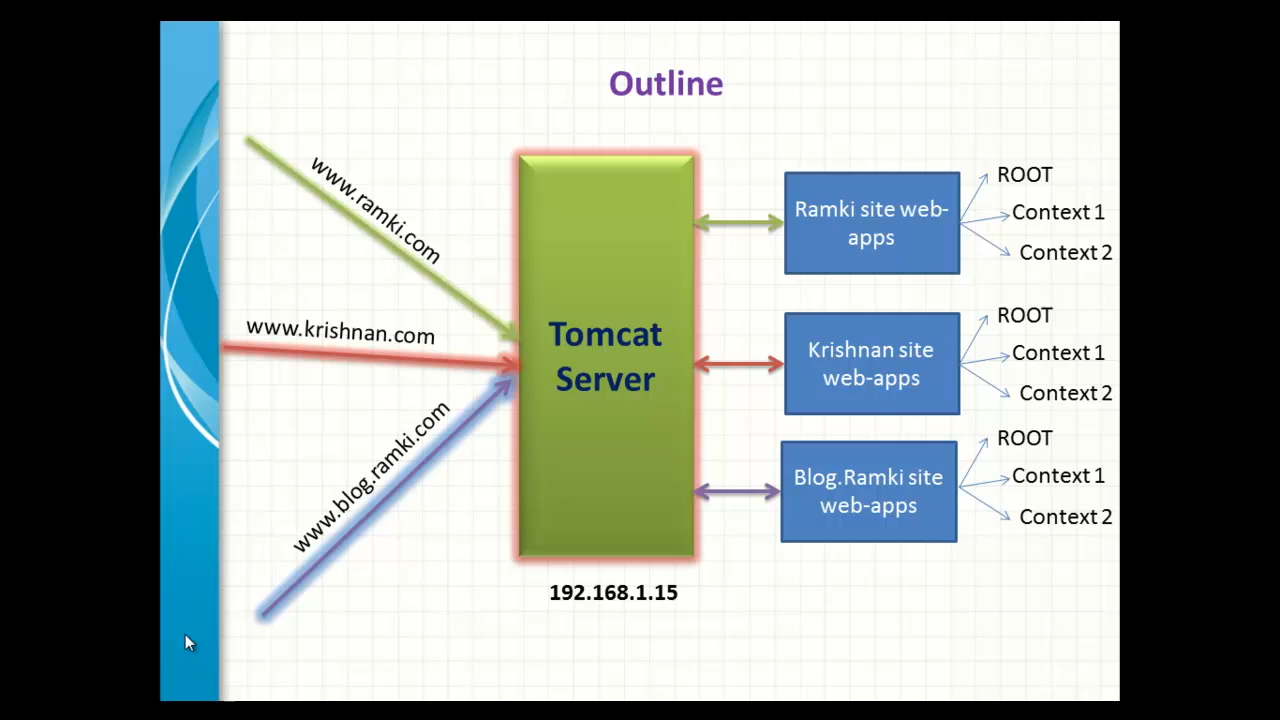 Outline
www.ramki.com
www.krishnan.com
www.blog.ramki.com
Tomcat
Server
192.168.1.15
Ramki site web-
apps
ROOT
Context 1
Context 2
Krishnan site
web-apps
ROOT
Context 1
Context 2
Blog.Ramki site
web-apps
ROOT
Context 1
Context 2